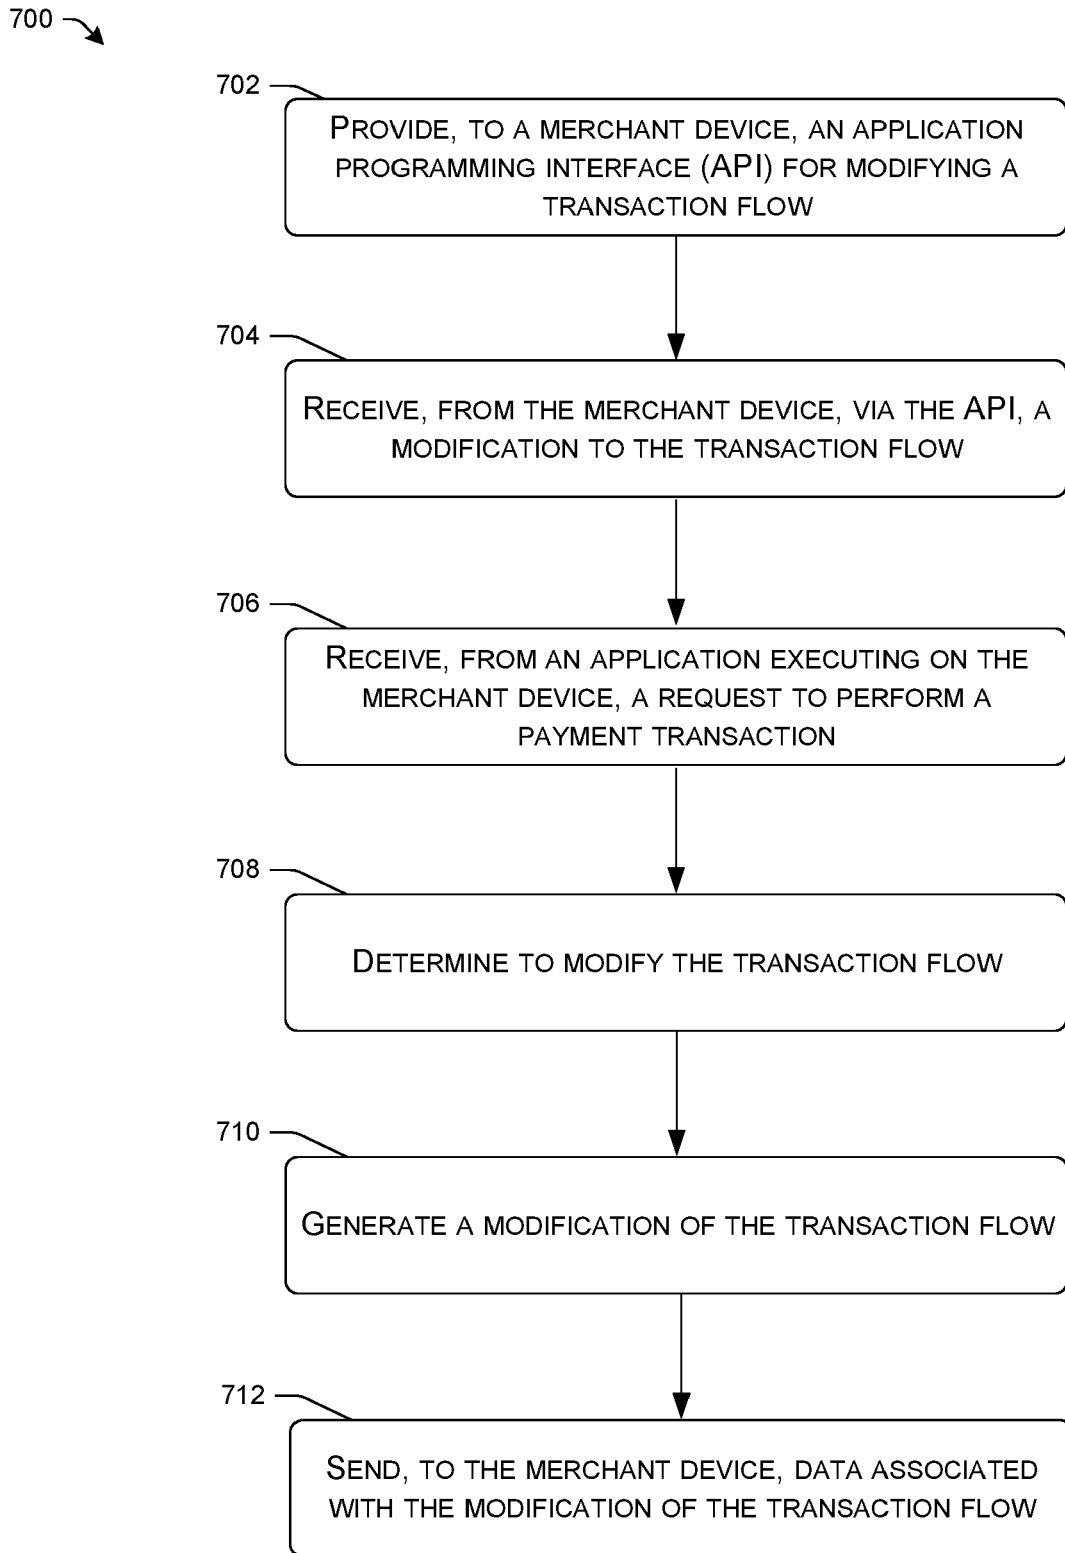 700
702
PROVIDE, TO A MERCHANT DEVICE, AN APPLICATION
PROGRAMMING INTERFACE (API) FOR MODIFYING A
TRANSACTION FLOW
704
RECEIVE, FROM THE MERCHANT DEVICE, VIA THE API, A
MODIFICATION TO THE TRANSACTION FLOW
706
RECEIVE, FROM AN APPLICATION EXECUTING ON THE
MERCHANT DEVICE, A REQUEST TO PERFORM A
PAYMENT TRANSACTION
708
DETERMINE TO MODIFY THE TRANSACTION FLOW
710
GENERATE A MODIFICATION OF THE TRANSACTION FLOW
712
SEND, TO THE MERCHANT DEVICE, DATA ASSOCIATED
WITH THE MODIFICATION OF THE TRANSACTION FLOW